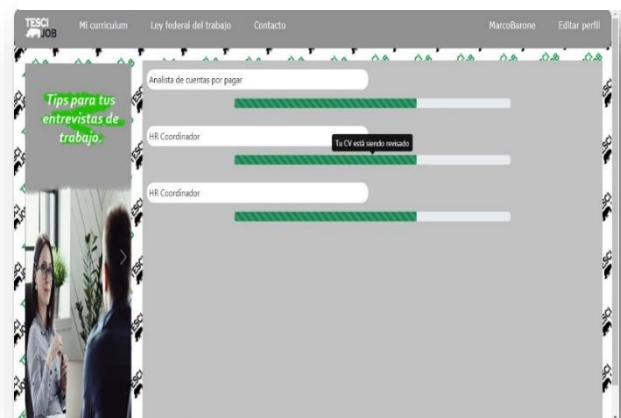 TESCI
JOB
Mi curriculum
Ley federal del trabajo
Contacto
MarcoBarone
Editar perfil
Tips para tus
entrevistas de
trabajo.
Analista de cuentas por pagar
HR Coordinador
Tu CV está siendo revisado
HR Coordinador